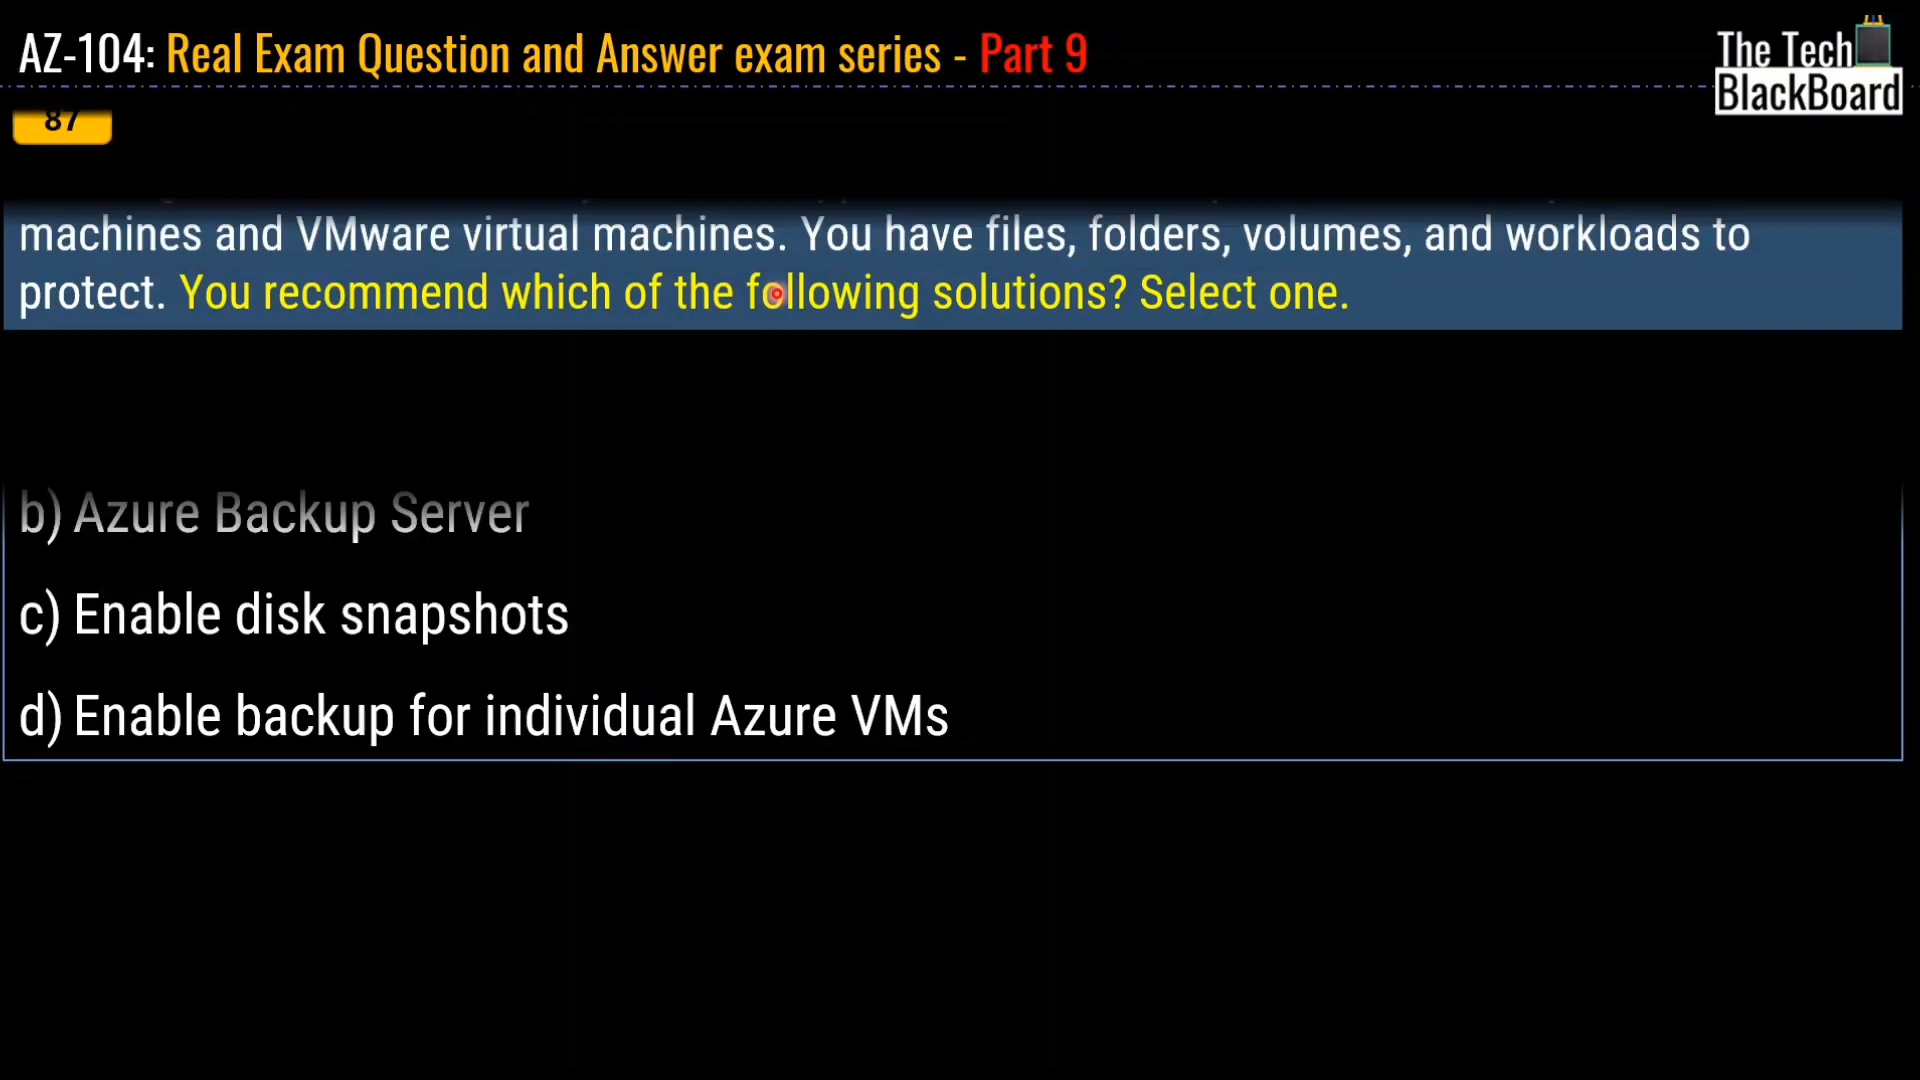 AZ-104: Real Exam Question and Answer exam series - Part 9
The Tech
BlackBoard
87
machines and VMware virtual machines. You have files, folders, volumes, and workloads to
protect. You recommend which of the following solutions? Select one.
b) Azure Backup Server
c) Enable disk snapshots
d) Enable backup for individual Azure VMs